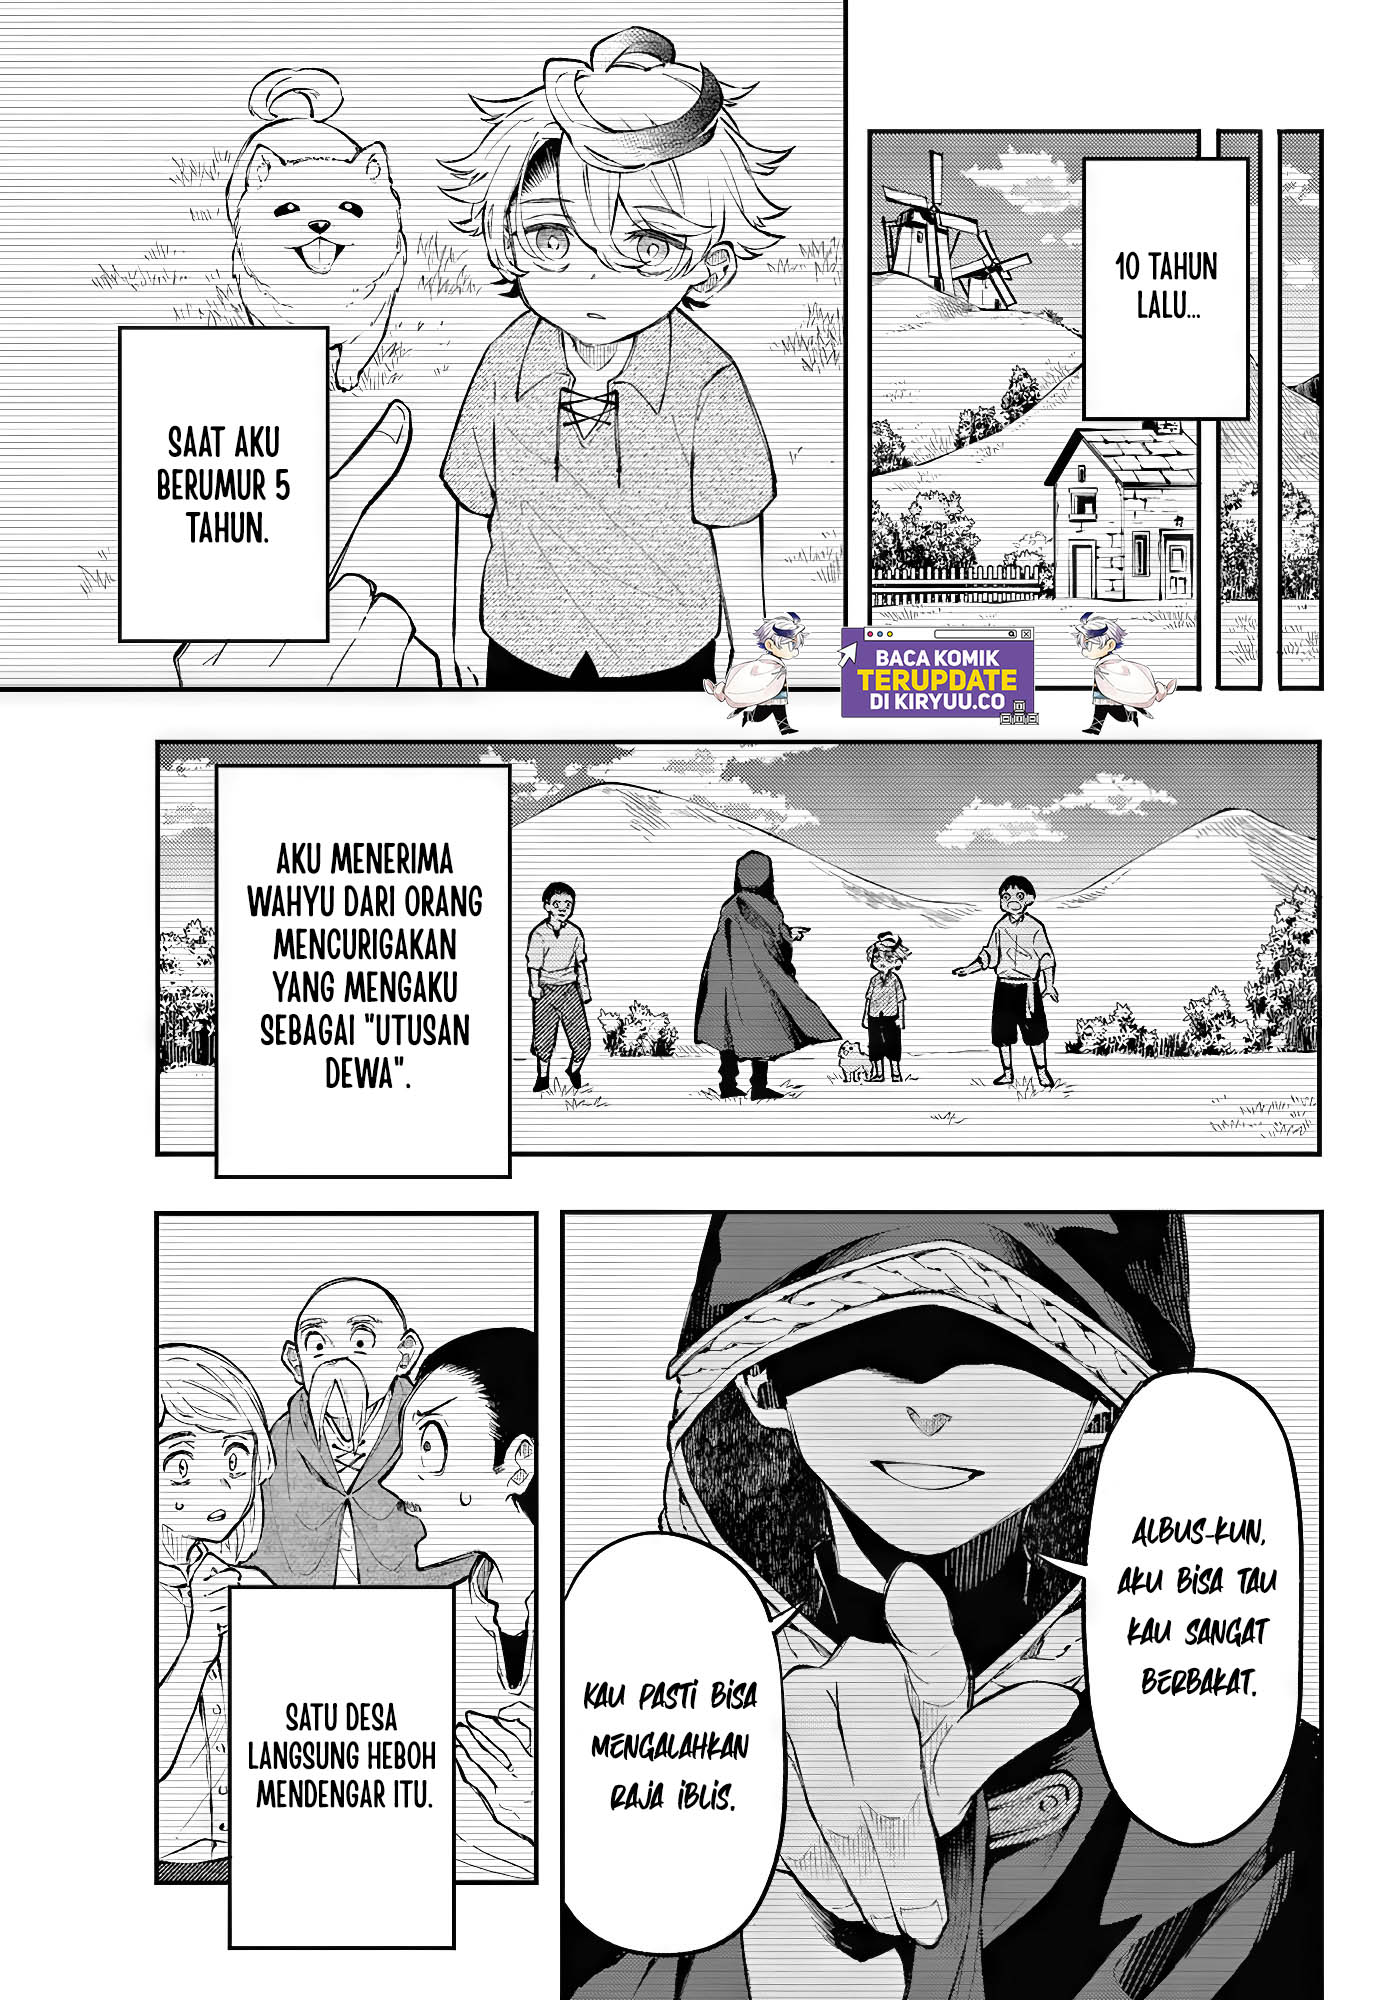 10 TAHUN
LALU...
SAAT AKU
BERUMUR 5
TAHUN.
BACA KOMIK
TERUPDATE
DI KIRYUU.CO
AKU MENERIMA
WAHYU DARI ORANG
MENCURIGAKAN
YANG MENGAKU
SEBAGAI "UTUSAN
DEWA".
ALBUS-KUN,
AKU BISA TAU
KAU SANGAT
BERBAKAT.
KAU PASTI BISA
MENGALAHKAN
RAJA IBLIS.
SATU DESA
LANGSUNG HEBOH
MENDENGAR ITU.